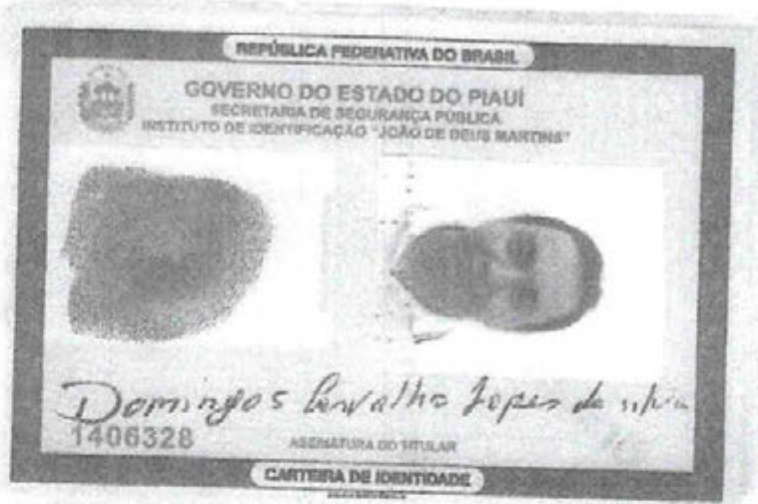 REPÚBLICA FEDERATIVA DO BRASIL
GOVERNO DO ESTADO DO PIAUÍ
SECRETARIA DE SEGURANÇA PÚBLICA
INSTITUTO DE IDENTIFICAÇÃO "JOÃO DE DEUS MARTINS"
Domingos Carvalho Lopes da silva
1406328
ASSINATURA DO TITULAR
CARTEIRA DE IDENTIDADE